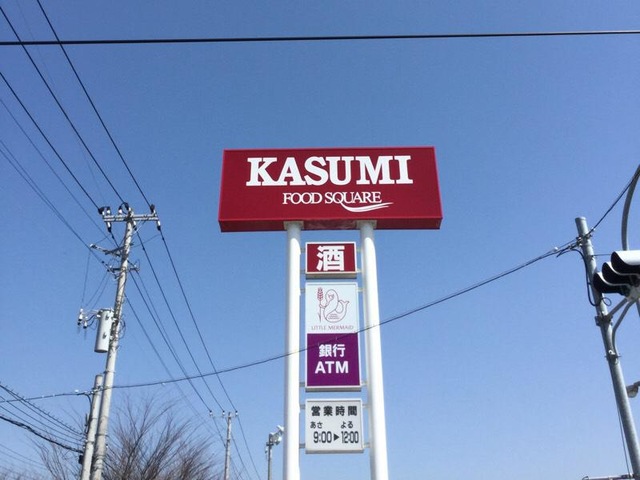 KASUMI
FOOD SQUARE
酒
LITTLE MERMAID
銀行
ATM
営業時間
あさ よる
9:00▶12:00